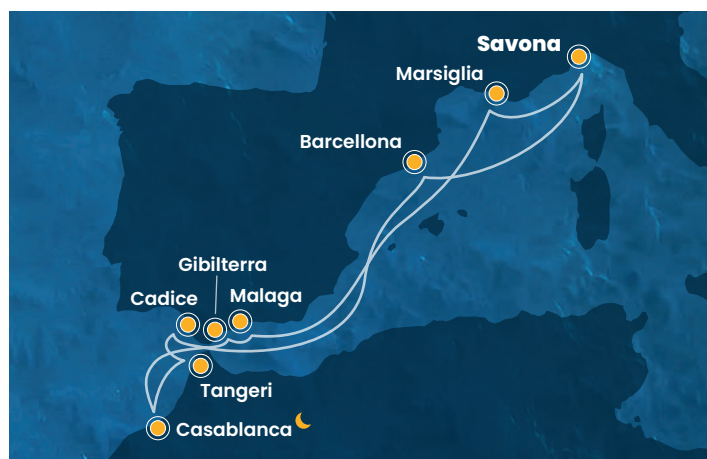 Savona
Marsiglia
Barcellona
Gibilterra
Cadice
Malaga
Tangeri
Casablanca